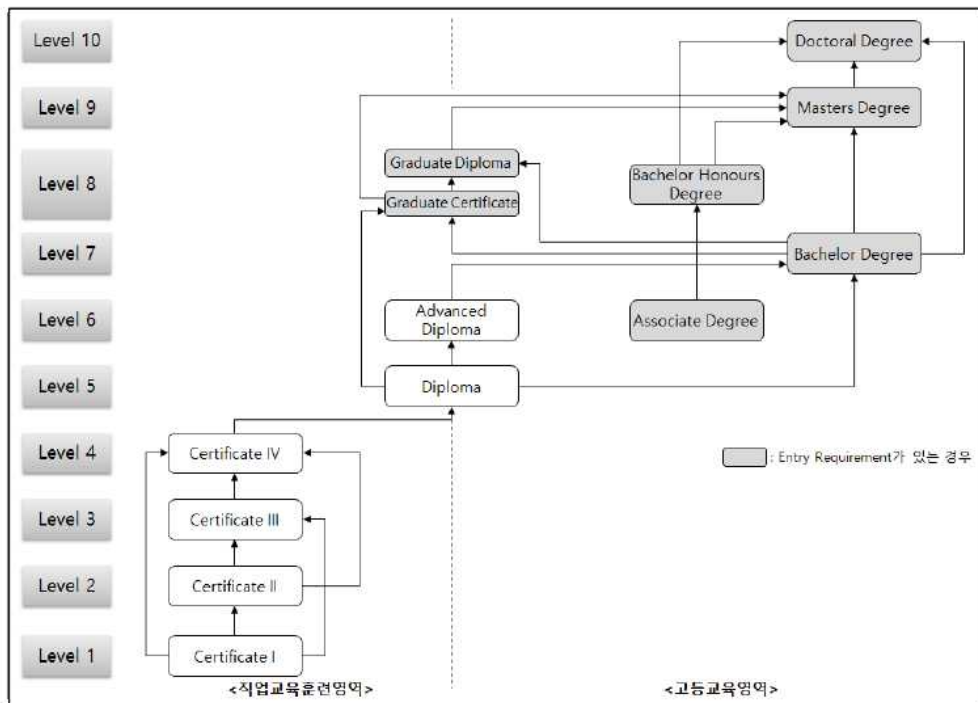 Level 10
Doctoral Degree
Level 9
Masters Degree
Level 8
Graduate Diploma
Bachelor Honours
Degree
Graduate Certificate
Level 7
Bachelor Degree
Level 6
Advanced
Diploma
Associate Degree
Level 5
Diploma
Level 4
Certificate IV
: Entry Requirement가 있는 경우
Level 3
Certificate III
Level 2
Certificate II
Level 1
Certificate I
<직업교육훈련영역>
<고등교육영역>